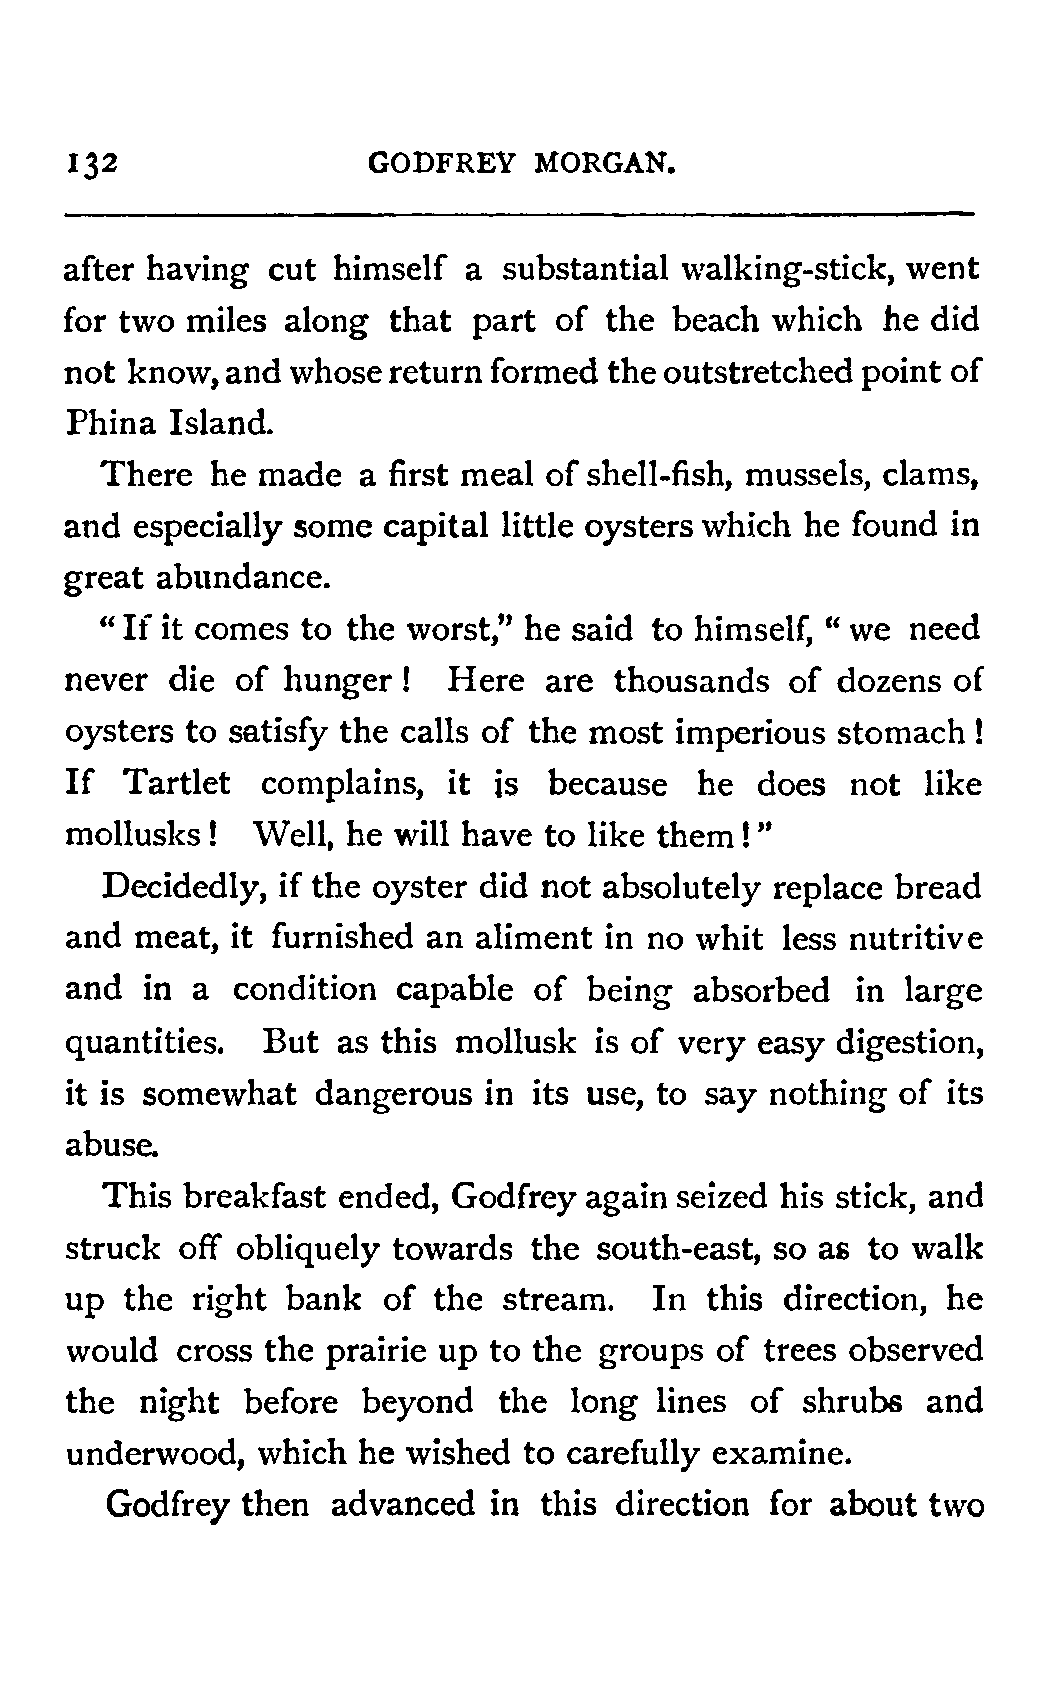 132 GODFREY MORGAN.
after having cut himself a substantial walking-stick, went
for two miles along that part of the beach which he did
not know, and whose return formed the outstretched point of
Phina Island.
There he made a first meal of shell-fish, mussels, clams,
and especially some capital little oysters which he found in
great abundance.
“ If it comes to the worst,” he said to himself, “ we need
never die of hunger ! Here are thousands of dozens of
oysters to satisfy the calls of the most imperious stomach !
If Tartlet complains, it is because he does not like
mollusks ! Well, he will have to like them ! ”
Decidedly, if the oyster did not absolutely replace bread
and meat, it furnished an aliment in no whit less nutritive
and in a condition capable of being absorbed in large
quantities. But as this mollusk is of very easy digestion,
it is somewhat dangerous in its use, to say nothing of its
abuse.
This breakfast ended, Godfrey again seized his stick, and
struck off obliquely towards the south-east, so as to walk
up the right bank of the stream. In this direction, he
would cross the prairie up to the groups of trees observed
the night before beyond the long lines of shrubs and
underwood, which he wished to carefully examine.
Godfrey then advanced in this direction for about two